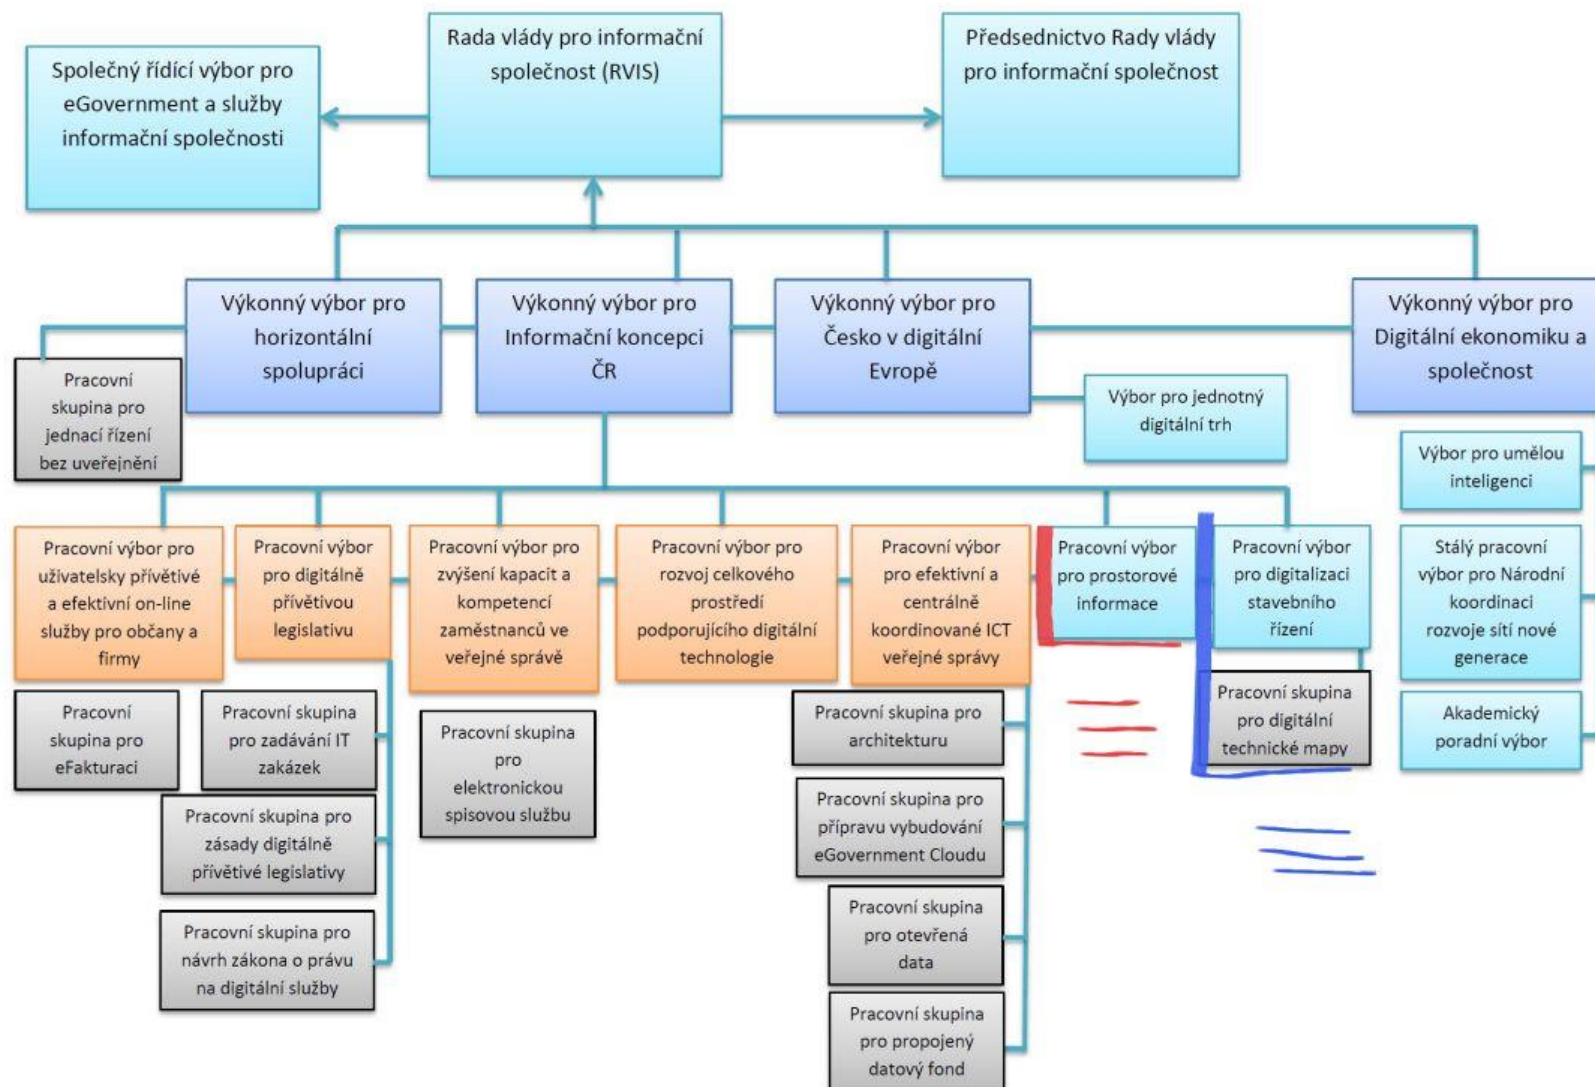 Společný řídící výbor pro
eGovernment a služby
informační společnosti
Rada vlády pro informační
společnost (RVIS)
Předsednictvo Rady vlády
pro informační společnost
Výkonný výbor pro
horizontální
spolupráci
Výkonný výbor pro
Informační koncepci
ČR
Výkonný výbor pro
Česko v digitální
Evropě
Výkonný výbor pro
Digitální ekonomiku a
společnost
Pracovní
skupina pro
jednací řízení
bez uveřejnění
Výbor pro jednotný
digitální trh
Výbor pro umělou
inteligenci
Stálý pracovní
výbor pro Národní
koordinaci
rozvoje sítí nové
generace
Akademický
poradní výbor
Pracovní výbor pro
uživatelsky přívětivé
a efektivní on-line
služby pro občany a
firmy
Pracovní výbor
pro digitálně
přívětivou
legislativu
Pracovní výbor pro
zvýšení kapacit a
kompetencí
zaměstnanců ve
veřejné správě
Pracovní výbor pro
rozvoj celkového
prostředí
podporujícího digitální
technologie
Pracovní výbor
pro efektivní a
centrálně
koordinované ICT
veřejné správy
Pracovní výbor
pro prostorové
informace
Pracovní výbor
pro digitalizaci
stavebního
řízení
Pracovní
skupina pro
eFakturaci
Pracovní skupina
pro zadávání IT
zakázek
Pracovní skupina pro
zásady digitálně
přívětivé legislativy
Pracovní skupina pro
návrh zákona o právu
na digitální služby
Pracovní skupina
pro
elektronickou
spisovou službu
Pracovní skupina pro
architekturu
Pracovní skupina pro
přípravu vybudování
eGovernment Cloudu
Pracovní skupina
pro otevřená
data
Pracovní skupina
pro propojený
datový fond
Pracovní skupina
pro digitální
technické mapy